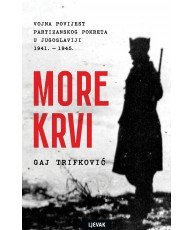 VOJNA POVIJEST
PARTIZANSKOG POKRETA
U JUGOSLAVIJI
1941. – 1945.
MORE
KRVI
GAJ TRIFKOVIĆ
LJEVAK